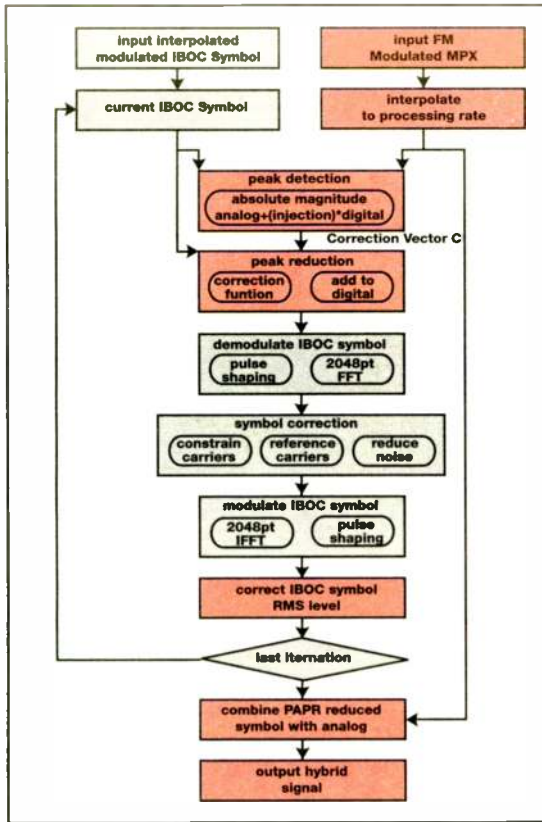 input interpolated
modulated IBOC Symbol
input FM
Modulated MPX
current IBOC Symbol
interpolate
to processing rate
peak detection
absolute magnitude
analog+(injection)*digital
Correction Vector C
peak reduction
correction
funtion
add to
digital
demodulate IBOC symbol
pulse
shaping
2048pt
FFT
symbol correction
constrain
carriers
reference
carriers
reduce
noise
modulate IBOC symbol
2048pt
IFFT
pulse
shaping
correct IBOC symbol
RMS level
last iternation
combine PAPR reduced
symbol with analog
output hybrid
signal